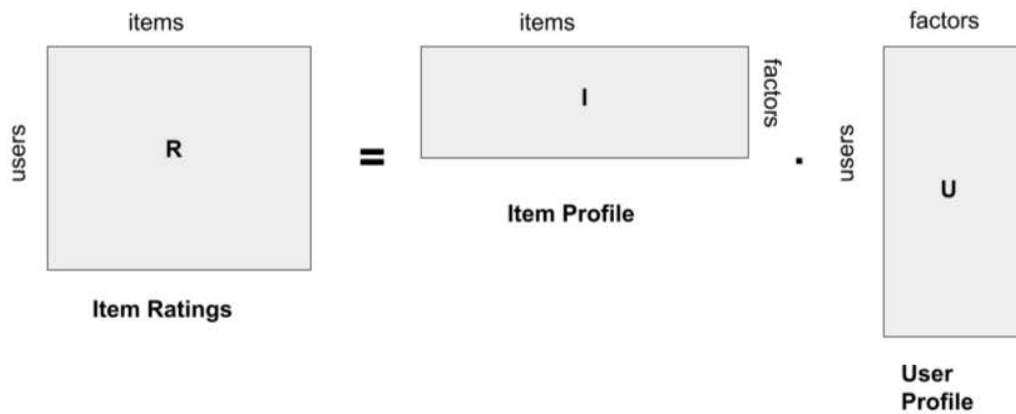 items
users
R
Item Ratings
=
items
I
factors
Item Profile
.
factors
users
U
User
Profile